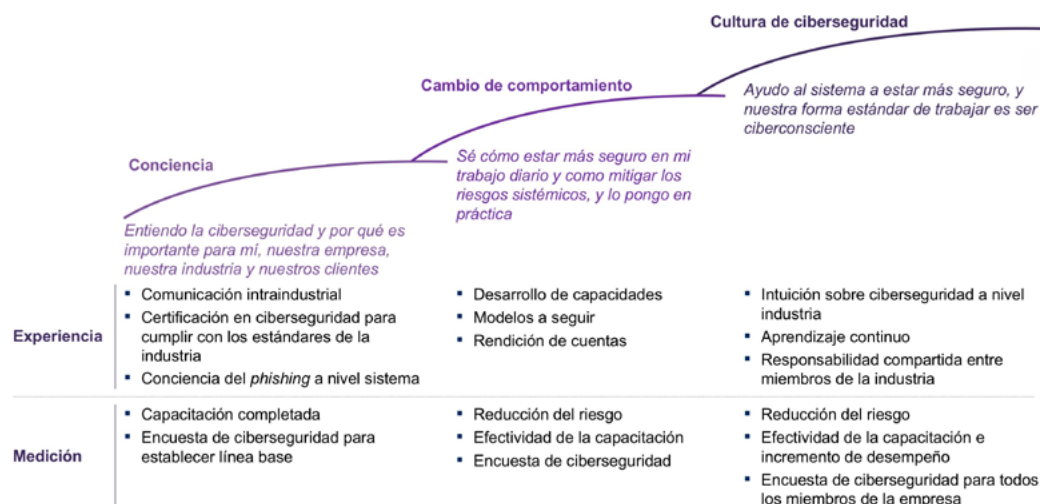 Cultura de ciberseguridad
Cambio de comportamiento
Ayudo al sistema a estar más seguro, y
nuestra forma estándar de trabajar es ser
ciberconsciente
Conciencia
Sé cómo estar más seguro en mi
trabajo diario y como mitigar los
riesgos sistémicos, y lo pongo en
práctica
Entiendo la ciberseguridad y por qué es
importante para mí, nuestra empresa,
nuestra industria y nuestros clientes
Experiencia
▪ Comunicación intraindustrial
▪ Certificación en ciberseguridad para
cumplir con los estándares de la
industria
▪ Conciencia del phishing a nivel sistema
▪ Desarrollo de capacidades
▪ Modelos a seguir
▪ Rendición de cuentas
▪ Intuición sobre ciberseguridad a nivel
industria
▪ Aprendizaje continuo
▪ Responsabilidad compartida entre
miembros de la industria
Medición
▪ Capacitación completada
▪ Encuesta de ciberseguridad para
establecer línea base
▪ Reducción del riesgo
▪ Efectividad de la capacitación
▪ Encuesta de ciberseguridad
▪ Reducción del riesgo
▪ Efectividad de la capacitación e
incremento de desempeño
▪ Encuesta de ciberseguridad para todos
los miembros de la empresa